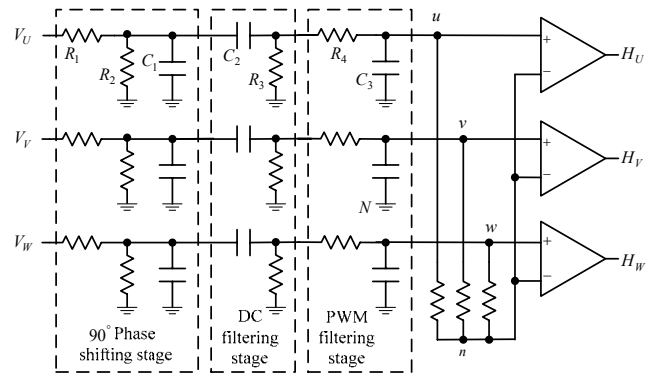 u
V_U
R_1
R_2
C_1
C_2
R_3
R_4
C_3
+
−
H_U
V_V
v
+
−
H_V
N
V_W
w
+
−
H_W
90° Phase
shifting stage
DC
filtering
stage
PWM
filtering
stage
n